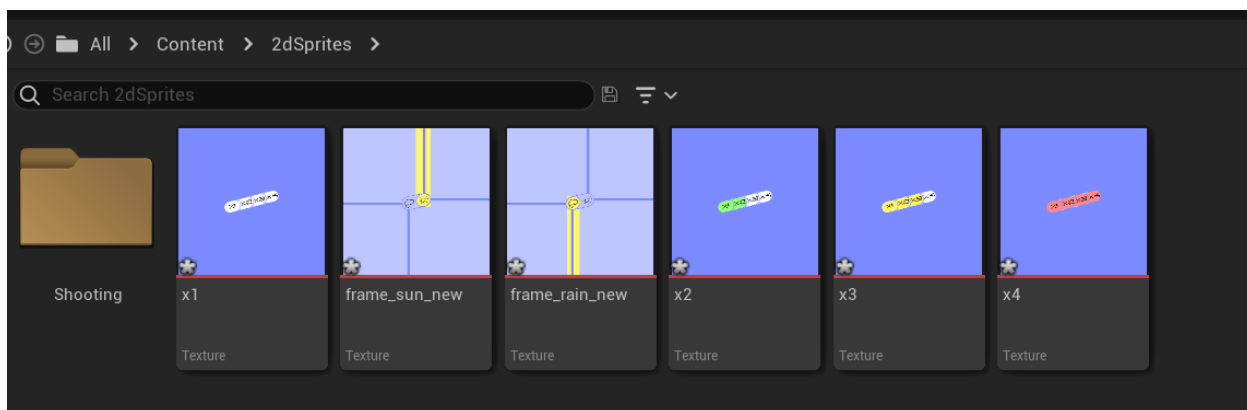 All > Content > 2dSprites >
Search 2dSprites
Shooting
x1
Texture
frame_sun_new
Texture
frame_rain_new
Texture
x2
Texture
x3
Texture
x4
Texture